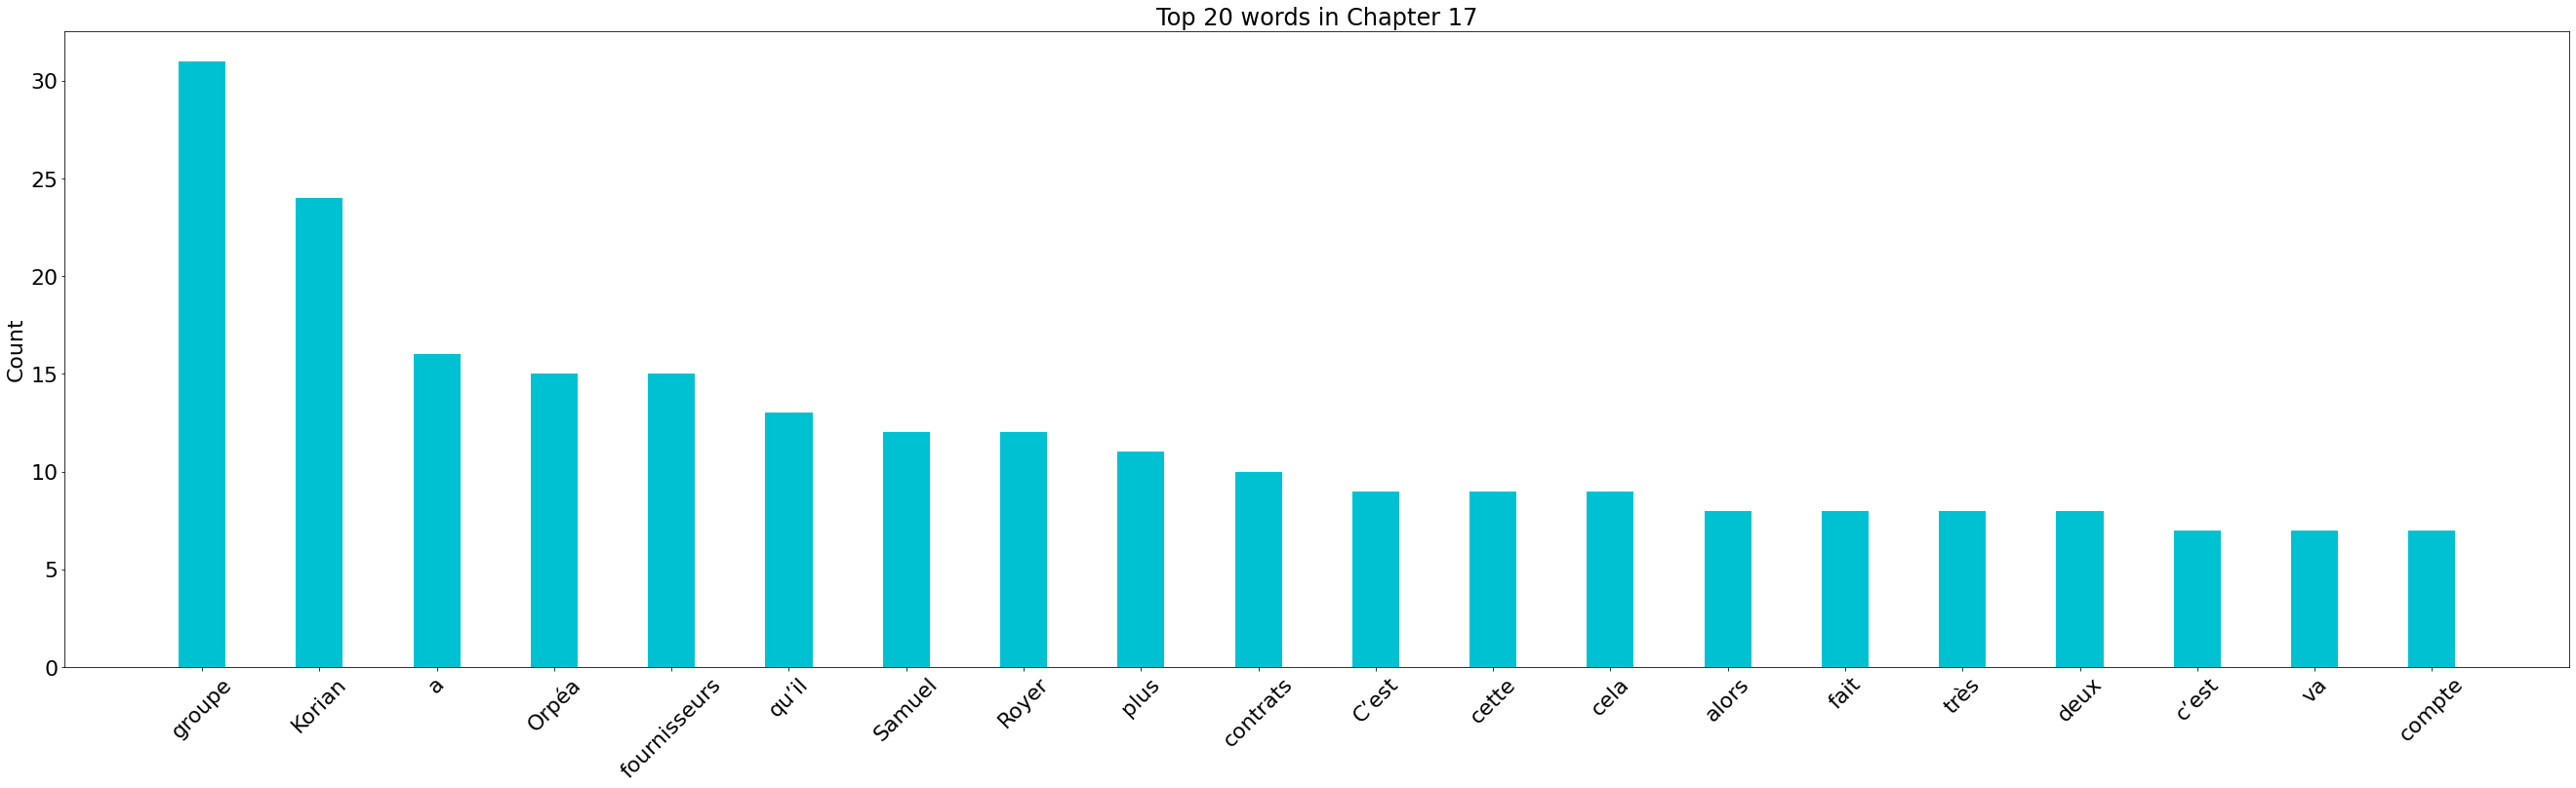 Top 20 words in Chapter 17
Count
30
25
20
15
10
5
0
groupe
Korian
a
Orpéa
fournisseurs
qu’il
Samuel
Royer
plus
contrats
C’est
cette
cela
alors
fait
très
deux
c’est
va
compte